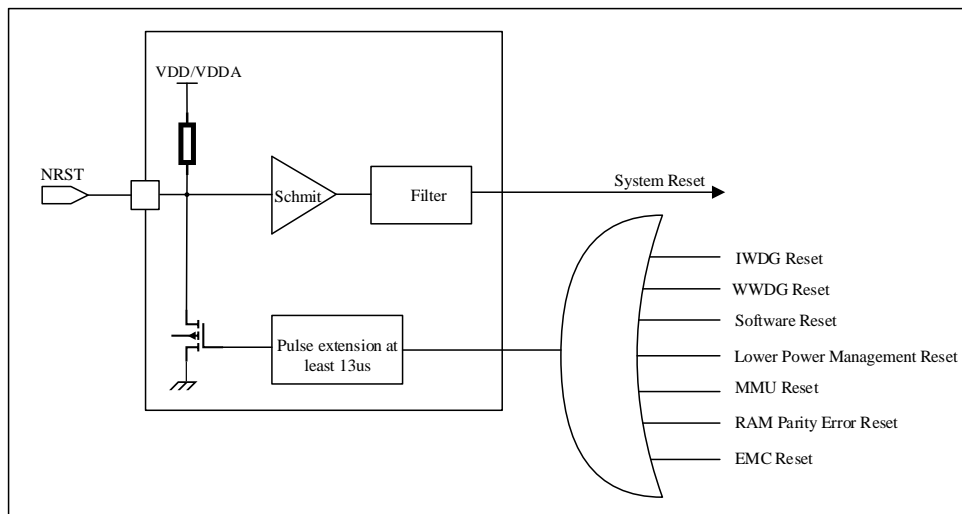 VDD/VDDA
NRST
Schmit
Filter
System Reset
IWDG Reset
WWDG Reset
Software Reset
Pulse extension at
least 13us
Lower Power Management Reset
MMU Reset
RAM Parity Error Reset
EMC Reset